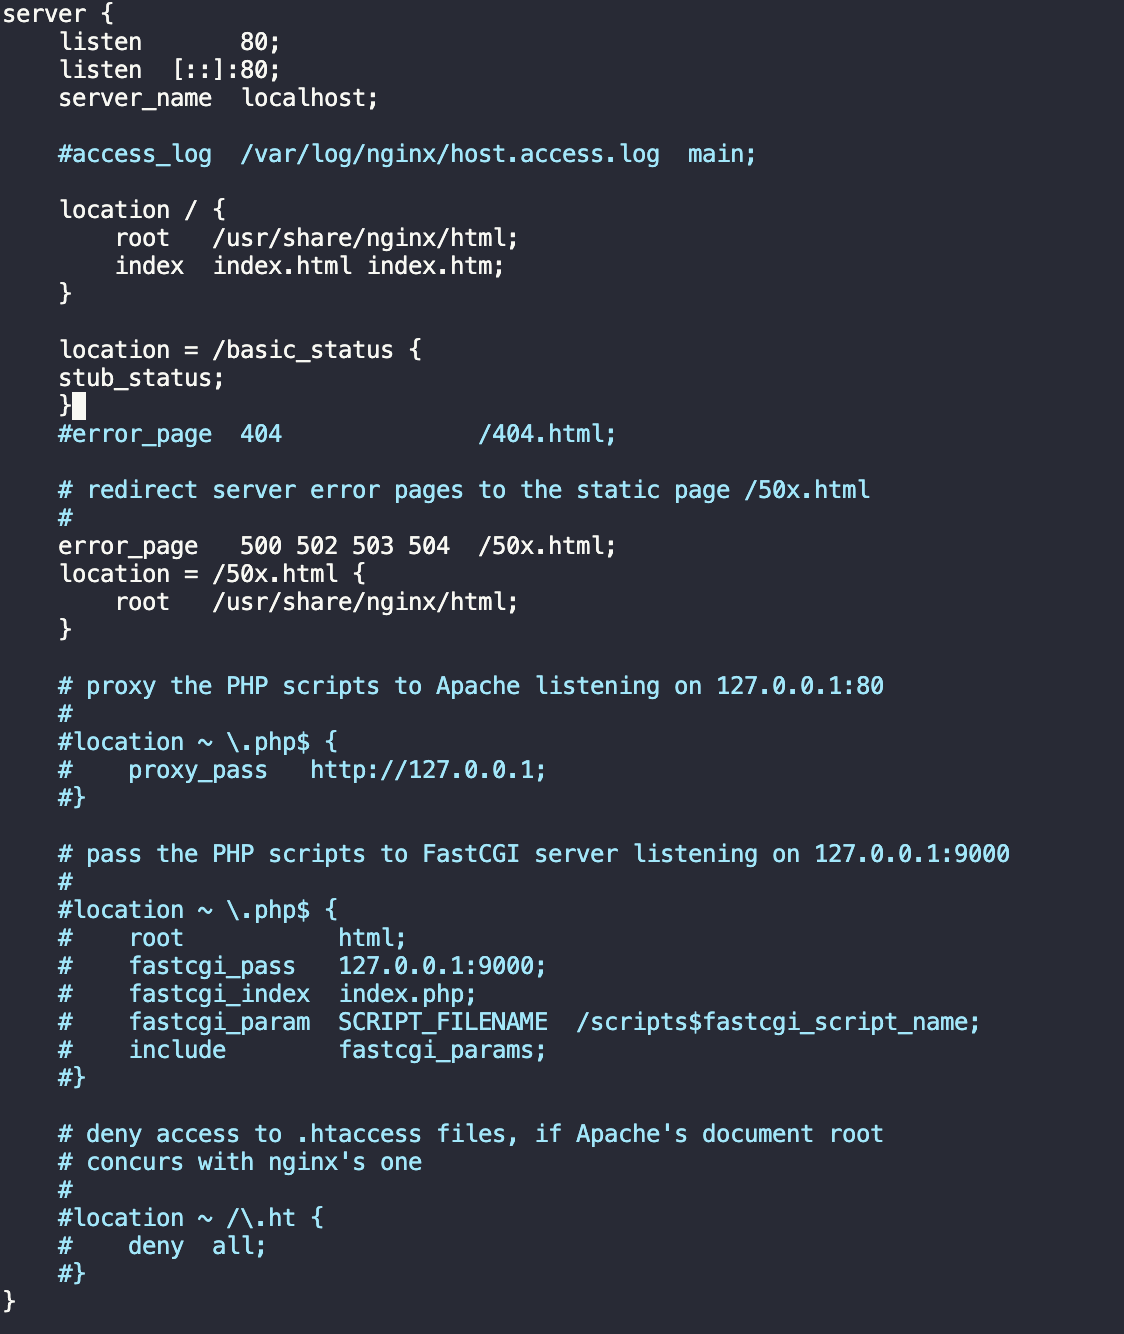 server {
    listen       80;
    listen  [::]:80;
    server_name  localhost;

    #access_log  /var/log/nginx/host.access.log  main;

    location / {
        root   /usr/share/nginx/html;
        index  index.html index.htm;
    }

    location = /basic_status {
    stub_status;
    }
    #error_page  404              /404.html;

    # redirect server error pages to the static page /50x.html
    #
    error_page   500 502 503 504  /50x.html;
    location = /50x.html {
        root   /usr/share/nginx/html;
    }

    # proxy the PHP scripts to Apache listening on 127.0.0.1:80
    #
    #location ~ \.php$ {
    #    proxy_pass   http://127.0.0.1;
    #}

    # pass the PHP scripts to FastCGI server listening on 127.0.0.1:9000
    #
    #location ~ \.php$ {
    #    root           html;
    #    fastcgi_pass   127.0.0.1:9000;
    #    fastcgi_index  index.php;
    #    fastcgi_param  SCRIPT_FILENAME  /scripts$fastcgi_script_name;
    #    include        fastcgi_params;
    #}

    # deny access to .htaccess files, if Apache's document root
    # concurs with nginx's one
    #
    #location ~ /\.ht {
    #    deny  all;
    #}
}